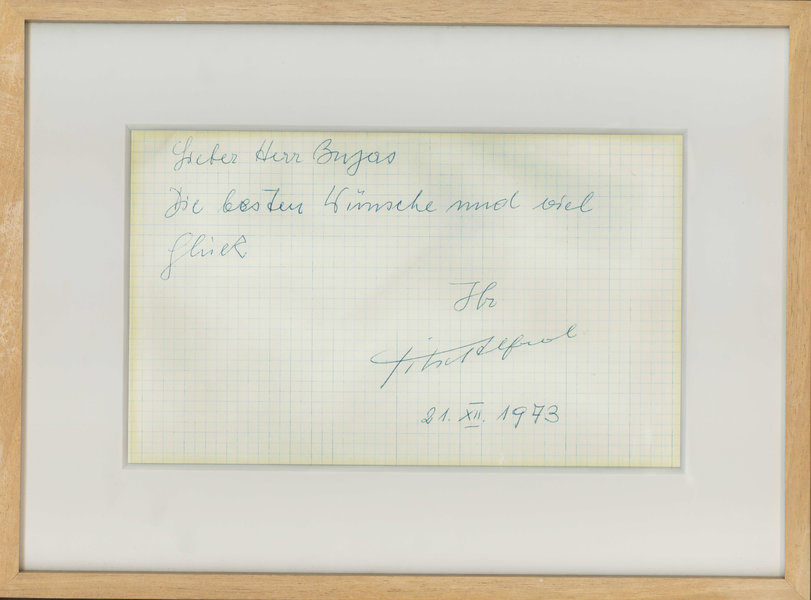 Lieber Herr Bujas
Die besten Wünsche und viel
Glück
Ihr
21. XII. 1973